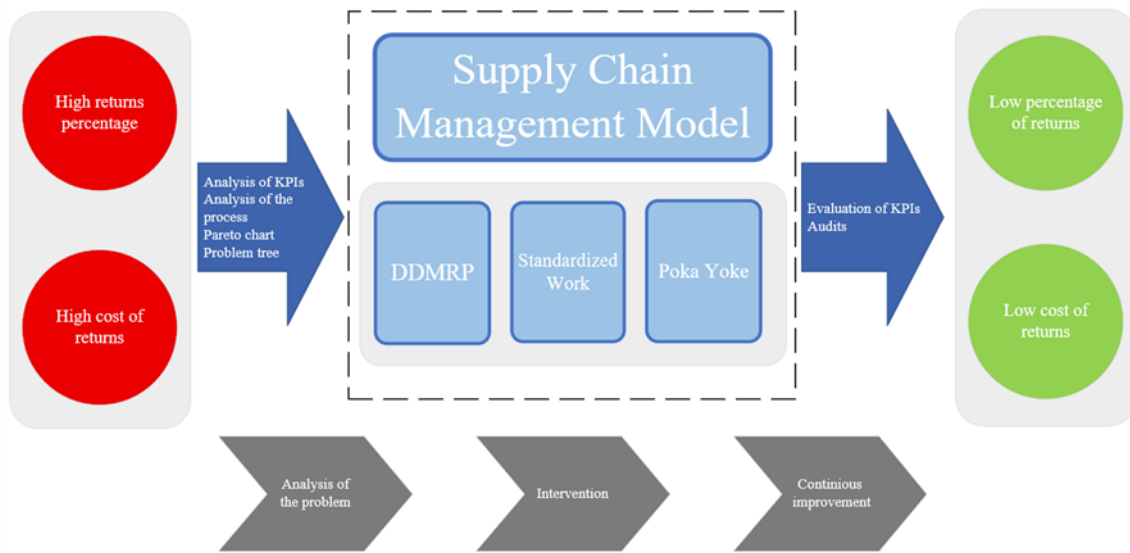 High returns
percentage
High cost of
returns
Analysis of KPIs
Analysis of the
process
Pareto chart
Problem tree
Supply Chain
Management Model
DDMRP
Standardized
Work
Poka Yoke
Evaluation of KPIs
Audits
Low percentage
of returns
Low cost of
returns
Analysis of
the problem
Intervention
Continious
improvement